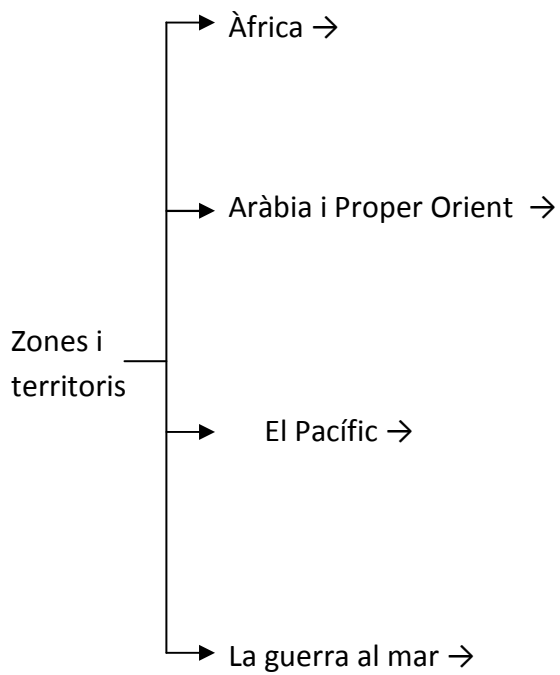 Àfrica →
Aràbia i Proper Orient →
Zones i
territoris
El Pacífic →
La guerra al mar →